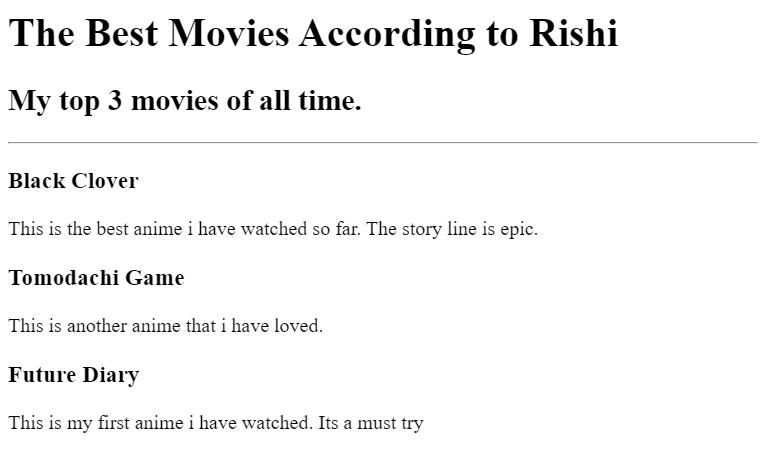 The Best Movies According to Rishi
My top 3 movies of all time.
Black Clover
This is the best anime i have watched so far. The story line is epic.
Tomodachi Game
This is another anime that i have loved.
Future Diary
This is my first anime i have watched. Its a must try